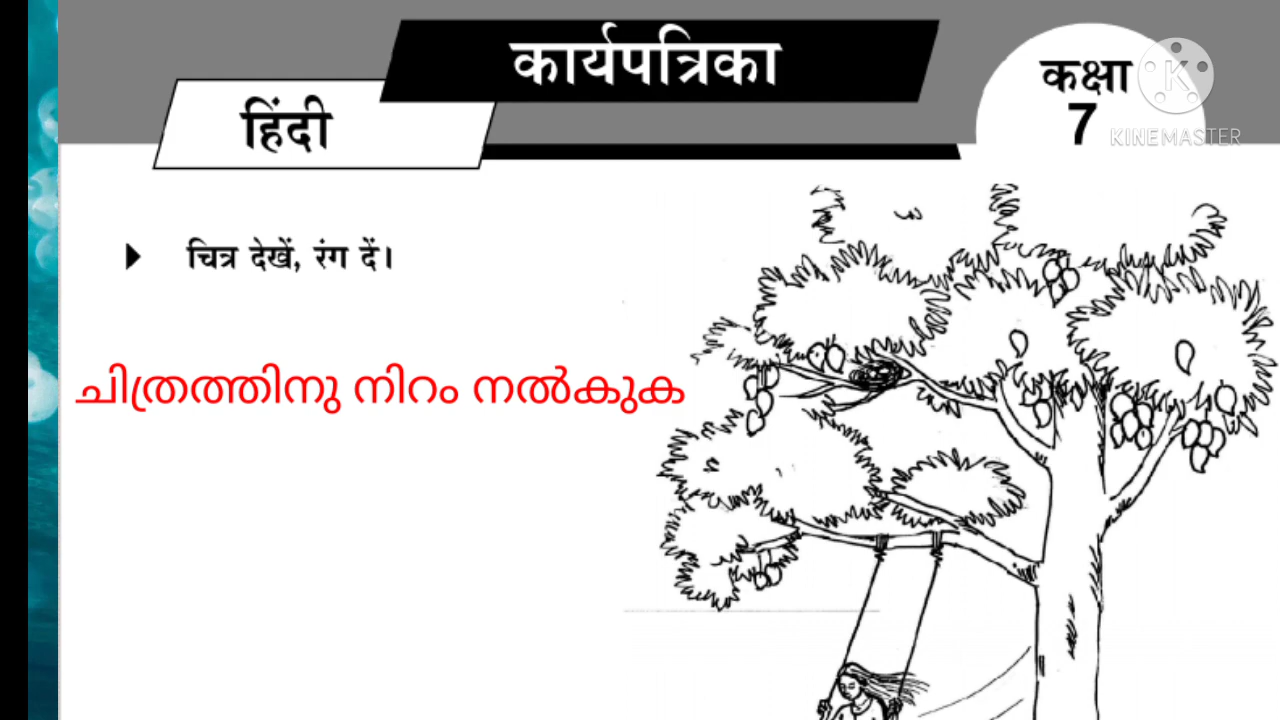 कार्यपत्रिका
हिंदी
कक्षा
7
KINEMASTER
चित्र देखें, रंग दें।
ചിത്രത്തിനു നിറം നൽകുക